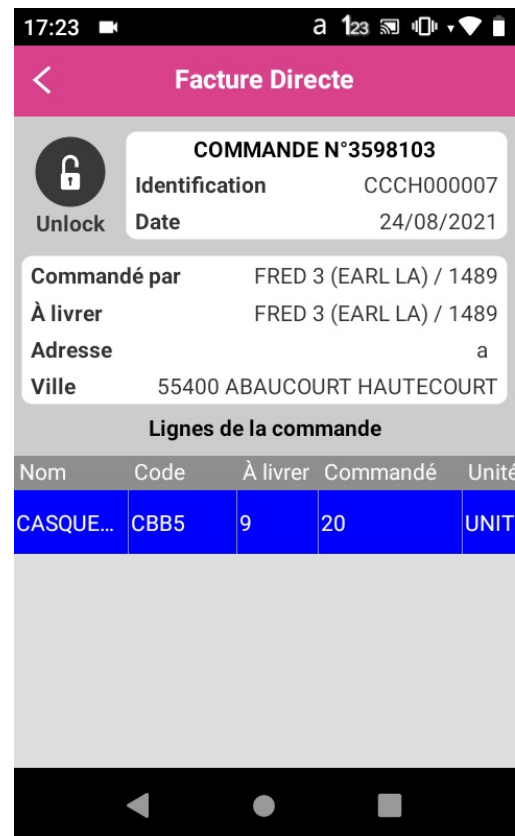 17:23 a 123
Facture Directe
COMMANDE N°3598103
Identification CCCH000007
Unlock Date 24/08/2021
Commandé par FRED 3 (EARL LA) / 1489
À livrer FRED 3 (EARL LA) / 1489
Adresse a
Ville 55400 ABAUCOURT HAUTECOURT
Lignes de la commande
Nom Code À livrer Commandé Unité
CASQUE... CBB5 9 20 UNIT